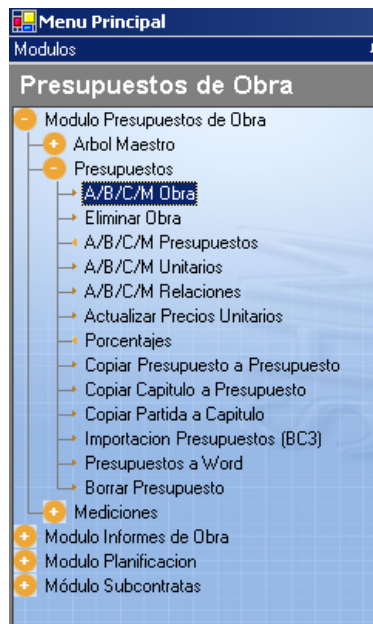 Menu Principal
Modulos
Presupuestos de Obra
Modulo Presupuestos de Obra
Arbol Maestro
Presupuestos
A/B/C/M Obra
Eliminar Obra
A/B/C/M Presupuestos
A/B/C/M Unitarios
A/B/C/M Relaciones
Actualizar Precios Unitarios
Porcentajes
Copiar Presupuesto a Presupuesto
Copiar Capitulo a Presupuesto
Copiar Partida a Capitulo
Importacion Presupuestos (BC3)
Presupuestos a Word
Borrar Presupuesto
Mediciones
Modulo Informes de Obra
Modulo Planificacion
Módulo Subcontratas